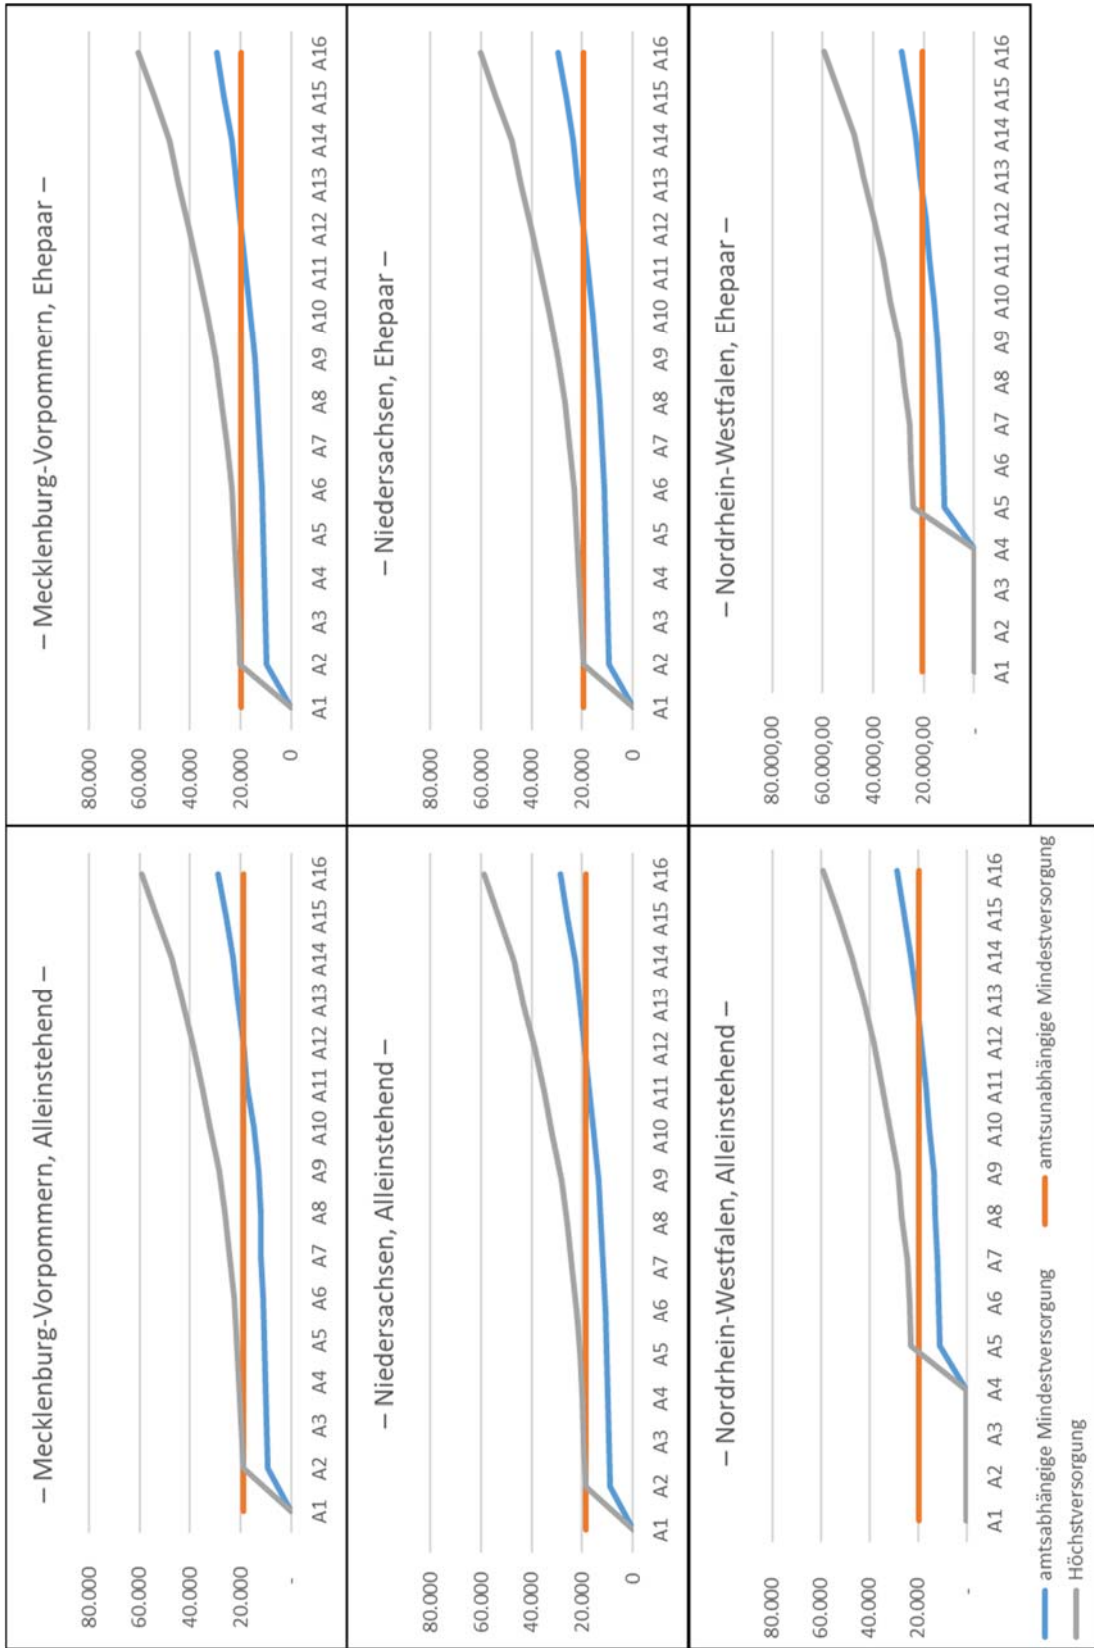 – Mecklenburg-Vorpommern, Alleinstehend –
80.000
60.000
40.000
20.000
-
A1 A2 A3 A4 A5 A6 A7 A8 A9 A10 A11 A12 A13 A14 A15 A16
– Mecklenburg-Vorpommern, Ehepaar –
80.000
60.000
40.000
20.000
0
A1 A2 A3 A4 A5 A6 A7 A8 A9 A10 A11 A12 A13 A14 A15 A16
– Niedersachsen, Alleinstehend –
80.000
60.000
40.000
20.000
0
A1 A2 A3 A4 A5 A6 A7 A8 A9 A10 A11 A12 A13 A14 A15 A16
– Niedersachsen, Ehepaar –
80.000
60.000
40.000
20.000
0
A1 A2 A3 A4 A5 A6 A7 A8 A9 A10 A11 A12 A13 A14 A15 A16
– Nordrhein-Westfalen, Alleinstehend –
80.000
60.000
40.000
20.000
-
A1 A2 A3 A4 A5 A6 A7 A8 A9 A10 A11 A12 A13 A14 A15 A16
– Nordrhein-Westfalen, Ehepaar –
80.000,00
60.000,00
40.000,00
20.000,00
-
A1 A2 A3 A4 A5 A6 A7 A8 A9 A10 A11 A12 A13 A14 A15 A16
amtsabhängige Mindestversorgung amtsunabhängige Mindestversorgung
Höchstversorgung